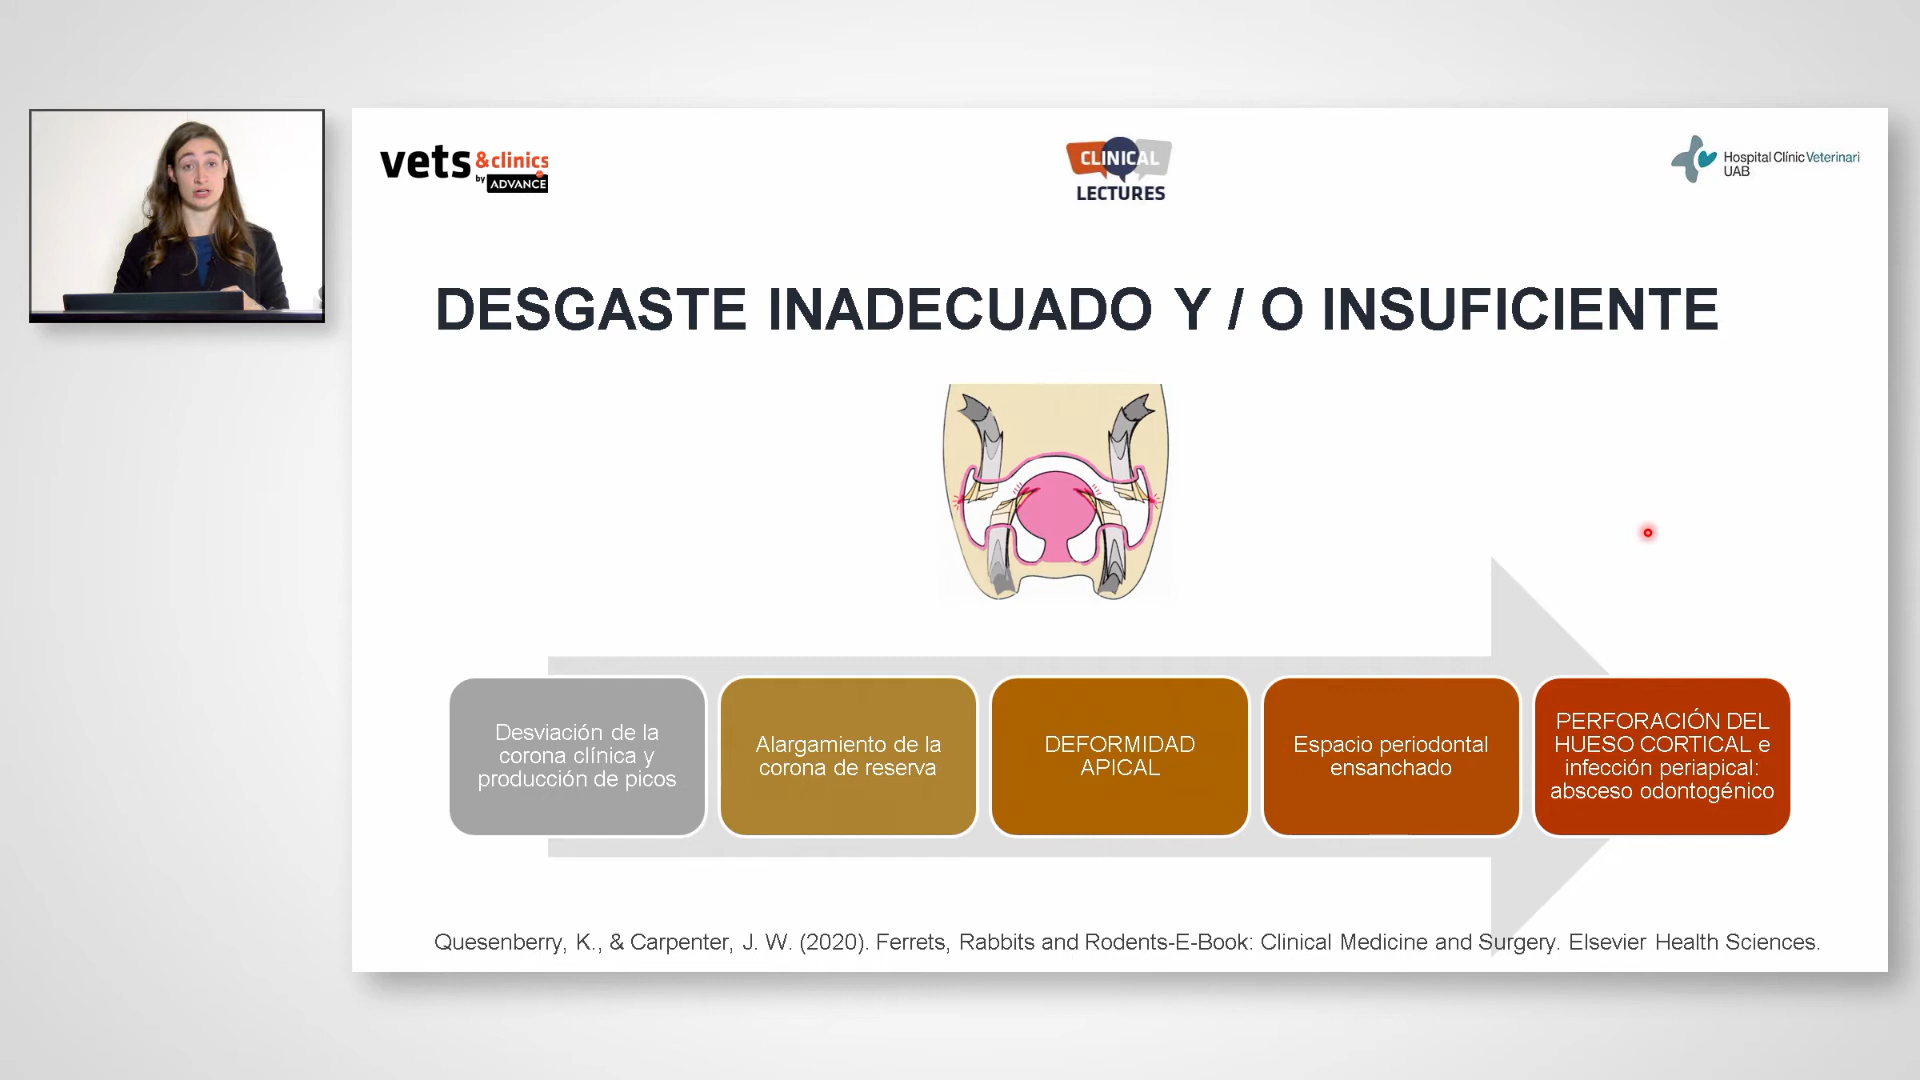 vets &clinics
by ADVANCE
CLINICAL
LECTURES
Hospital Clínic Veterinari
UAB
DESGASTE INADECUADO Y / O INSUFICIENTE
Desviación de la
corona clínica y
producción de picos
Alargamiento de la
corona de reserva
DEFORMIDAD
APICAL
Espacio periodontal
ensanchado
PERFORACIÓN DEL
HUESO CORTICAL e
infección periapical:
absceso odontogénico
Quesenberry, K., & Carpenter, J. W. (2020). Ferrets, Rabbits and Rodents-E-Book: Clinical Medicine and Surgery. Elsevier Health Sciences.